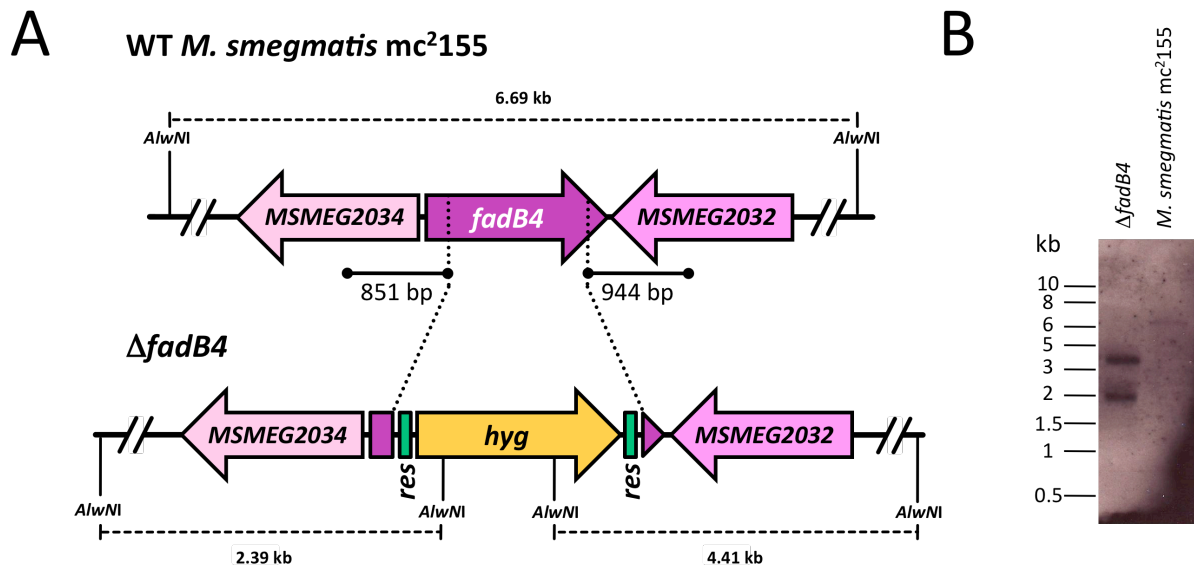 A
WT M. smegmatis mc²155
6.69 kb
AlwNI
AlwNI
MSMEG2034
fadB4
MSMEG2032
851 bp
944 bp
ΔfadB4
MSMEG2034
res
hyg
res
MSMEG2032
AlwNI
AlwNI
AlwNI
AlwNI
2.39 kb
4.41 kb
B
ΔfadB4
M. smegmatis mc²155
kb
10
8
6
5
3
2
1.5
1
0.5